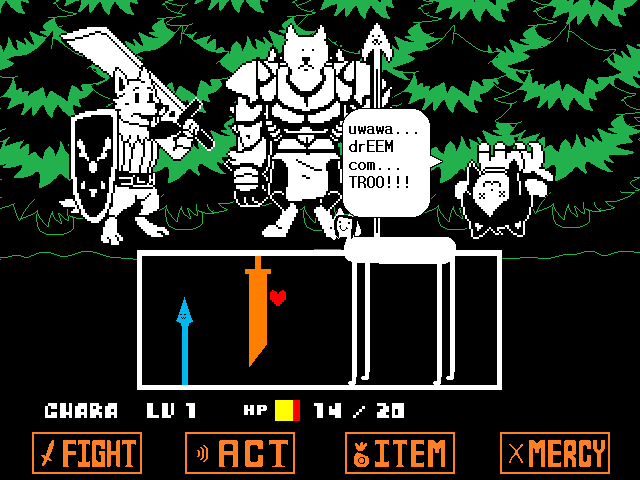 uwawa...
drEEM
com...
TROO!!!
CHARA LV 1 HP 14 / 20
FIGHT ACT ITEM MERCY